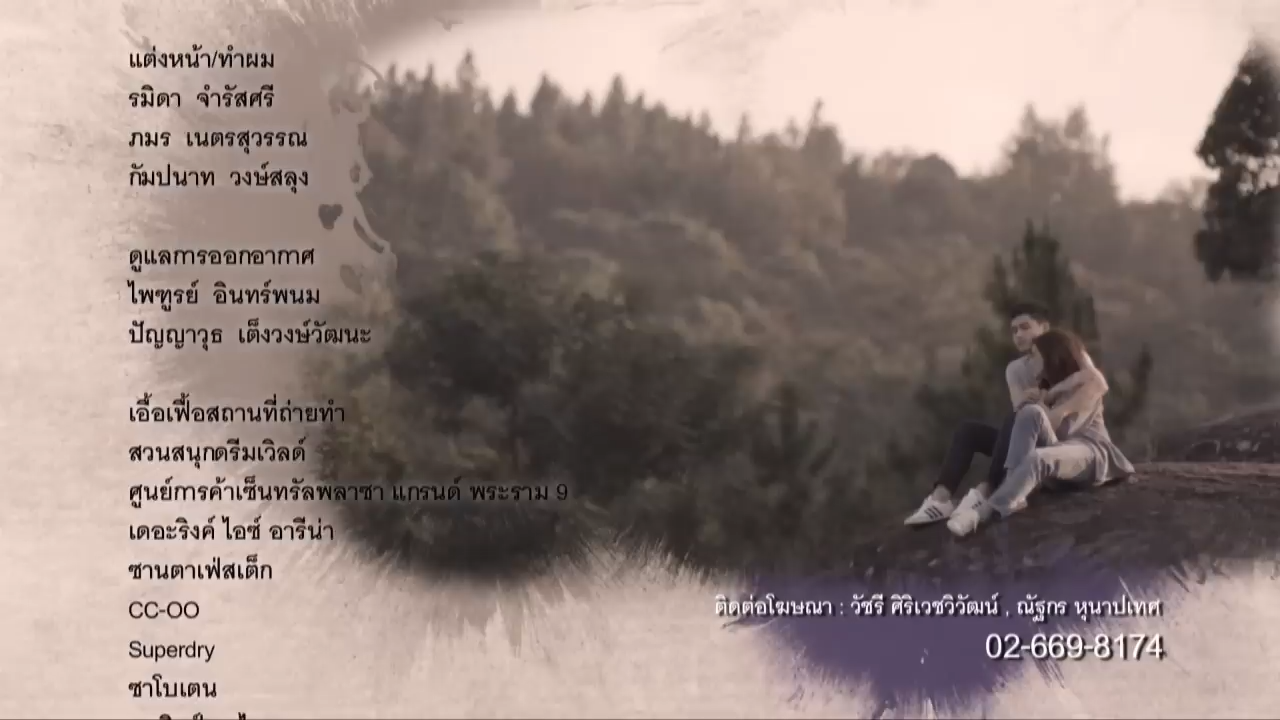 แต่งหน้า/ทำผม
รมิดา จำรัสศรี
ภมร เนตรสุวรรณ
กัมปนาท วงษ์สลุง
ดูแลการออกอากาศ
ไพฑูรย์ อินทร์พนม
ปัญญาวุธ เต็งวงษ์วัฒนะ
เอื้อเฟื้อสถานที่ถ่ายทำ
สวนสนุกดรีมเวิลด์
ศูนย์การค้าเซ็นทรัลพลาซา แกรนด์ พระราม 9
เดอะริงค์ ไอซ์ อารีน่า
ซานตาเฟ่สเต็ก
CC-OO
Superdry
ซาโบเตน
ติดต่อโฆษณา : วัชรี ศิริเวชวิวัฒน์ , ณัฐกร หุนาปเทศ
02-669-8174